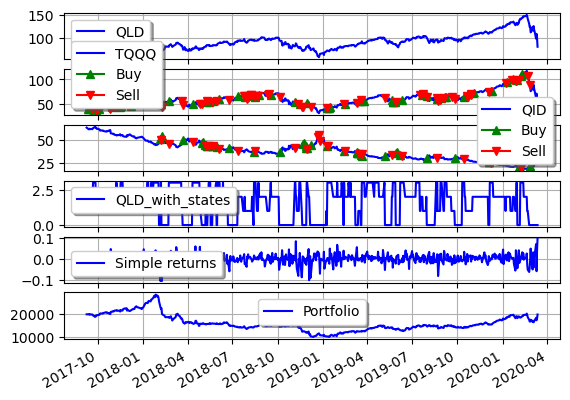 150
100
QLD
TQQQ
Buy
Sell
100
50
QID
Buy
Sell
50
25
2.5
0.0
QLD_with_states
0.1
0.0
−0.1
Simple returns
20000
10000
Portfolio
2017-10
2018-01
2018-04
2018-07
2018-10
2019-01
2019-04
2019-07
2019-10
2020-01
2020-04